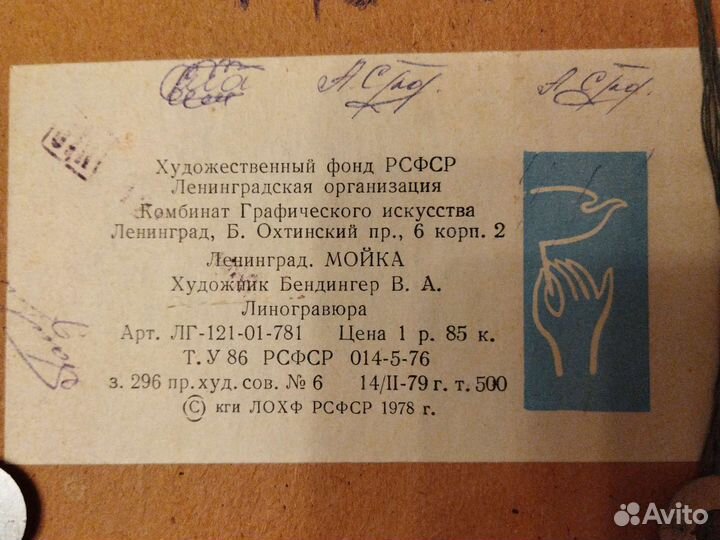 Художественный фонд РСФСР
Ленинградская организация
Комбинат Графического искусства
Ленинград, Б. Охтинский пр., 6 корп. 2
Ленинград. МОЙКА
Художник Бендингер В. А.
Линогравюра
Арт. ЛГ-121-01-781 Цена 1 р. 85 к.
Т. У 86 РСФСР 014-5-76
з. 296 пр. худ. сов. № 6 14/II-79 г. т. 500
© кги ЛОХФ РСФСР 1978 г.
Avito